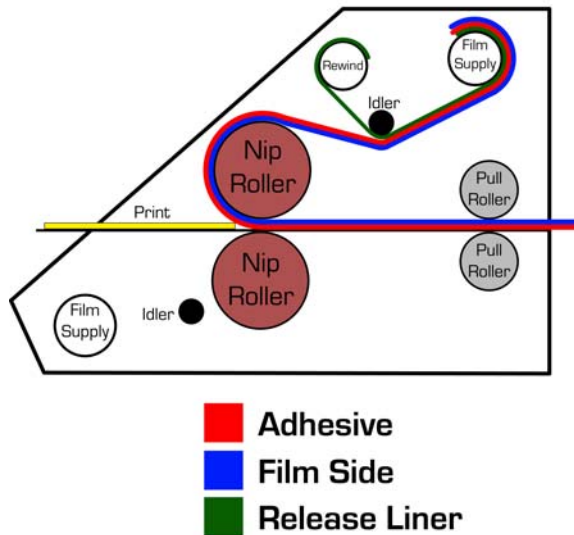 Rewind
Film
Supply
Idler
Nip
Roller
Pull
Roller
Print
Nip
Roller
Pull
Roller
Film
Supply
Idler
Adhesive
Film Side
Release Liner